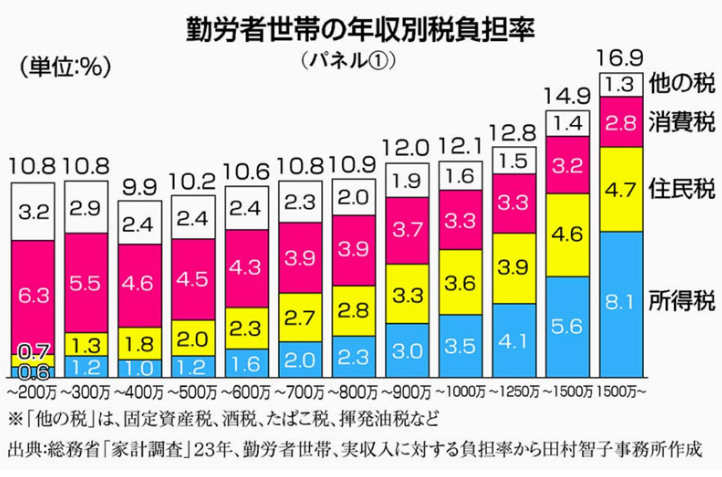 勤労者世帯の年収別税負担率
(パネル①)
(単位:%)
16.9
14.9
12.8
12.1
12.0
10.9
10.8
10.6
10.2
9.9
10.8
10.8
他の税
消費税
住民税
所得税
3.2 2.9 2.4 2.4 2.4 2.3 2.0 1.9 1.6 1.5 1.4 1.3
6.3 5.5 4.6 4.5 4.3 3.9 3.9 3.7 3.3 3.3 3.2 2.8
0.7 1.3 1.8 2.0 2.3 2.7 2.8 3.3 3.6 3.9 4.6 4.7
0.6 1.2 1.0 1.2 1.6 2.0 2.3 3.0 3.5 4.1 5.6 8.1
～200万 ～300万 ～400万 ～500万 ～600万 ～700万 ～800万 ～900万 ～1000万 ～1250万 ～1500万 1500万～
※「他の税」は、固定資産税、酒税、たばこ税、揮発油税など
出典:総務省「家計調査」23年、勤労者世帯、実収入に対する負担率から田村智子事務所作成